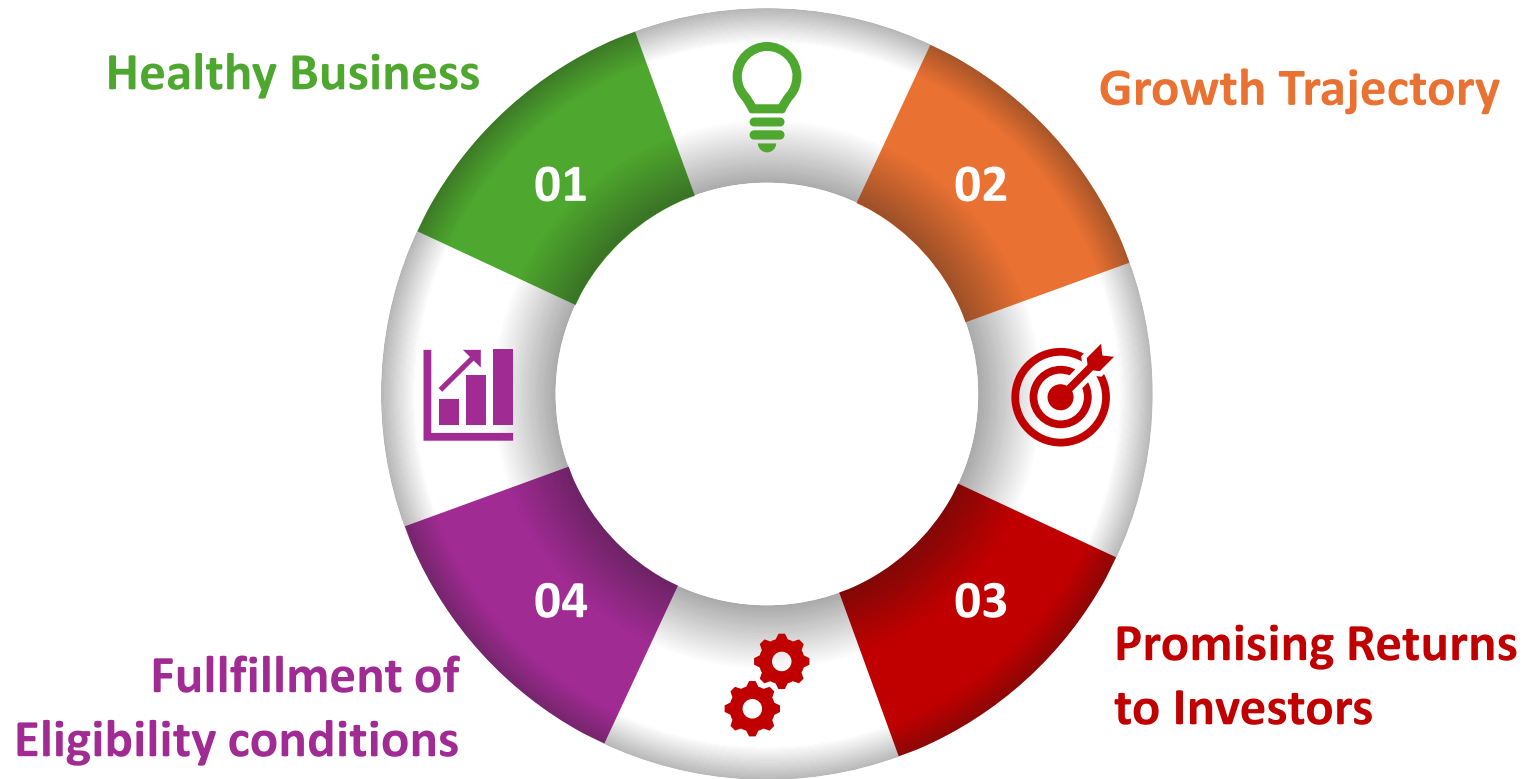 Healthy Business
01
02
Growth Trajectory
03
Promising Returns
to Investors
04
Fullfillment of
Eligibility conditions